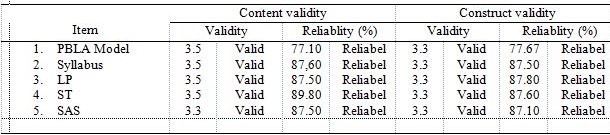 Content validity Construct validity
Item Validity Reliablity (%) Validity Reliablity (%)
1. PBLA Model 3.5 Valid 77.10 Reliabel 3.3 Valid 77.67 Reliabel
2. Syllabus 3.5 Valid 87,60 Reliabel 3.3 Valid 87.50 Reliabel
3. LP 3.5 Valid 87.50 Reliabel 3.3 Valid 87.80 Reliabel
4. ST 3.5 Valid 89.80 Reliabel 3.3 Valid 87.60 Reliabel
5. SAS 3.3 Valid 87.50 Reliabel 3.3 Valid 87.10 Reliabel